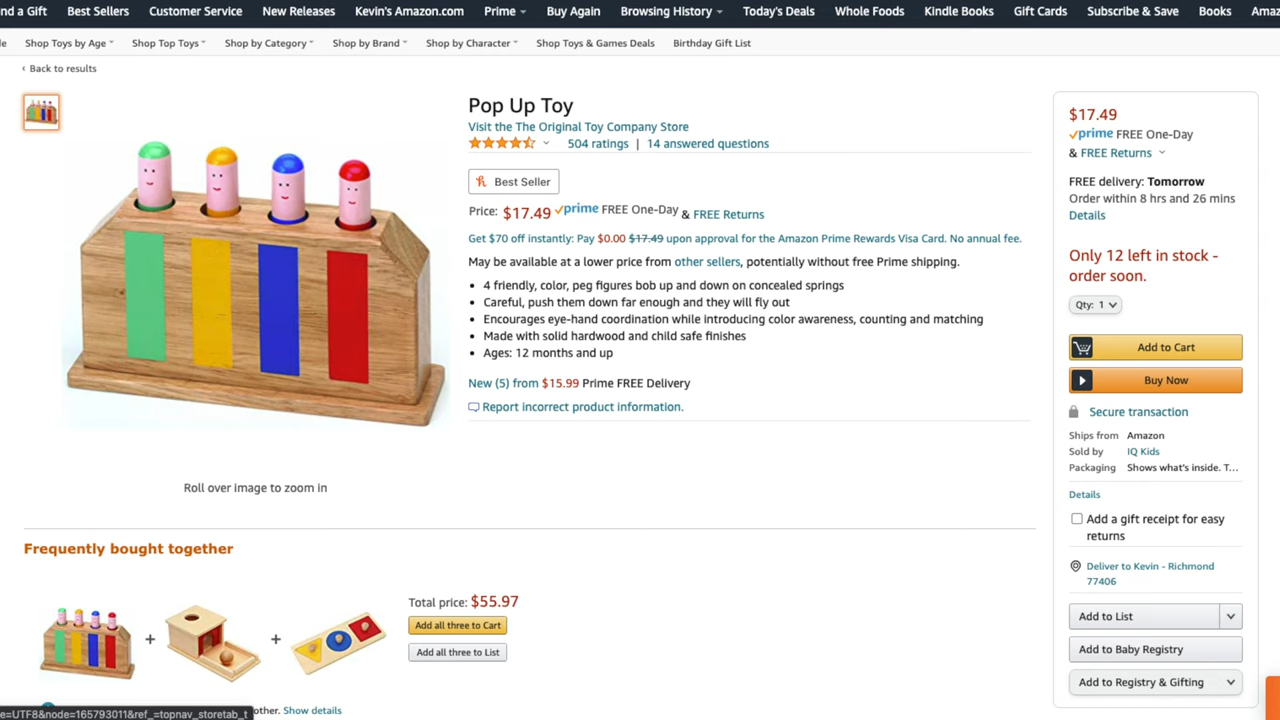 nd a Gift Best Sellers Customer Service New Releases Kevin's Amazon.com Prime Buy Again Browsing History Today's Deals Whole Foods Kindle Books Gift Cards Subscribe & Save Books Amaz
le Shop Toys by Age Shop Top Toys Shop by Category Shop by Brand Shop by Character Shop Toys & Games Deals Birthday Gift List
‹ Back to results
Pop Up Toy
Visit the The Original Toy Company Store
504 ratings | 14 answered questions
Best Seller
Price: $17.49 prime FREE One-Day & FREE Returns
Get $70 off instantly: Pay $0.00 $17.49 upon approval for the Amazon Prime Rewards Visa Card. No annual fee.
May be available at a lower price from other sellers, potentially without free Prime shipping.
• 4 friendly, color, peg figures bob up and down on concealed springs
• Careful, push them down far enough and they will fly out
• Encourages eye-hand coordination while introducing color awareness, counting and matching
• Made with solid hardwood and child safe finishes
• Ages: 12 months and up
New (5) from $15.99 Prime FREE Delivery
Report incorrect product information.
Roll over image to zoom in
$17.49
prime FREE One-Day
& FREE Returns
FREE delivery: Tomorrow
Order within 8 hrs and 26 mins
Details
Only 12 left in stock -
order soon.
Qty: 1
Add to Cart
Buy Now
Secure transaction
Ships from Amazon
Sold by IQ Kids
Packaging Shows what's inside. T...
Details
Add a gift receipt for easy
returns
Deliver to Kevin - Richmond
77406
Add to List
Add to Baby Registry
Add to Registry & Gifting
Frequently bought together
+ +
Total price: $55.97
Add all three to Cart
Add all three to List
other. Show details
e=UTF8&node=165793011&ref_=topnav_storetab_t